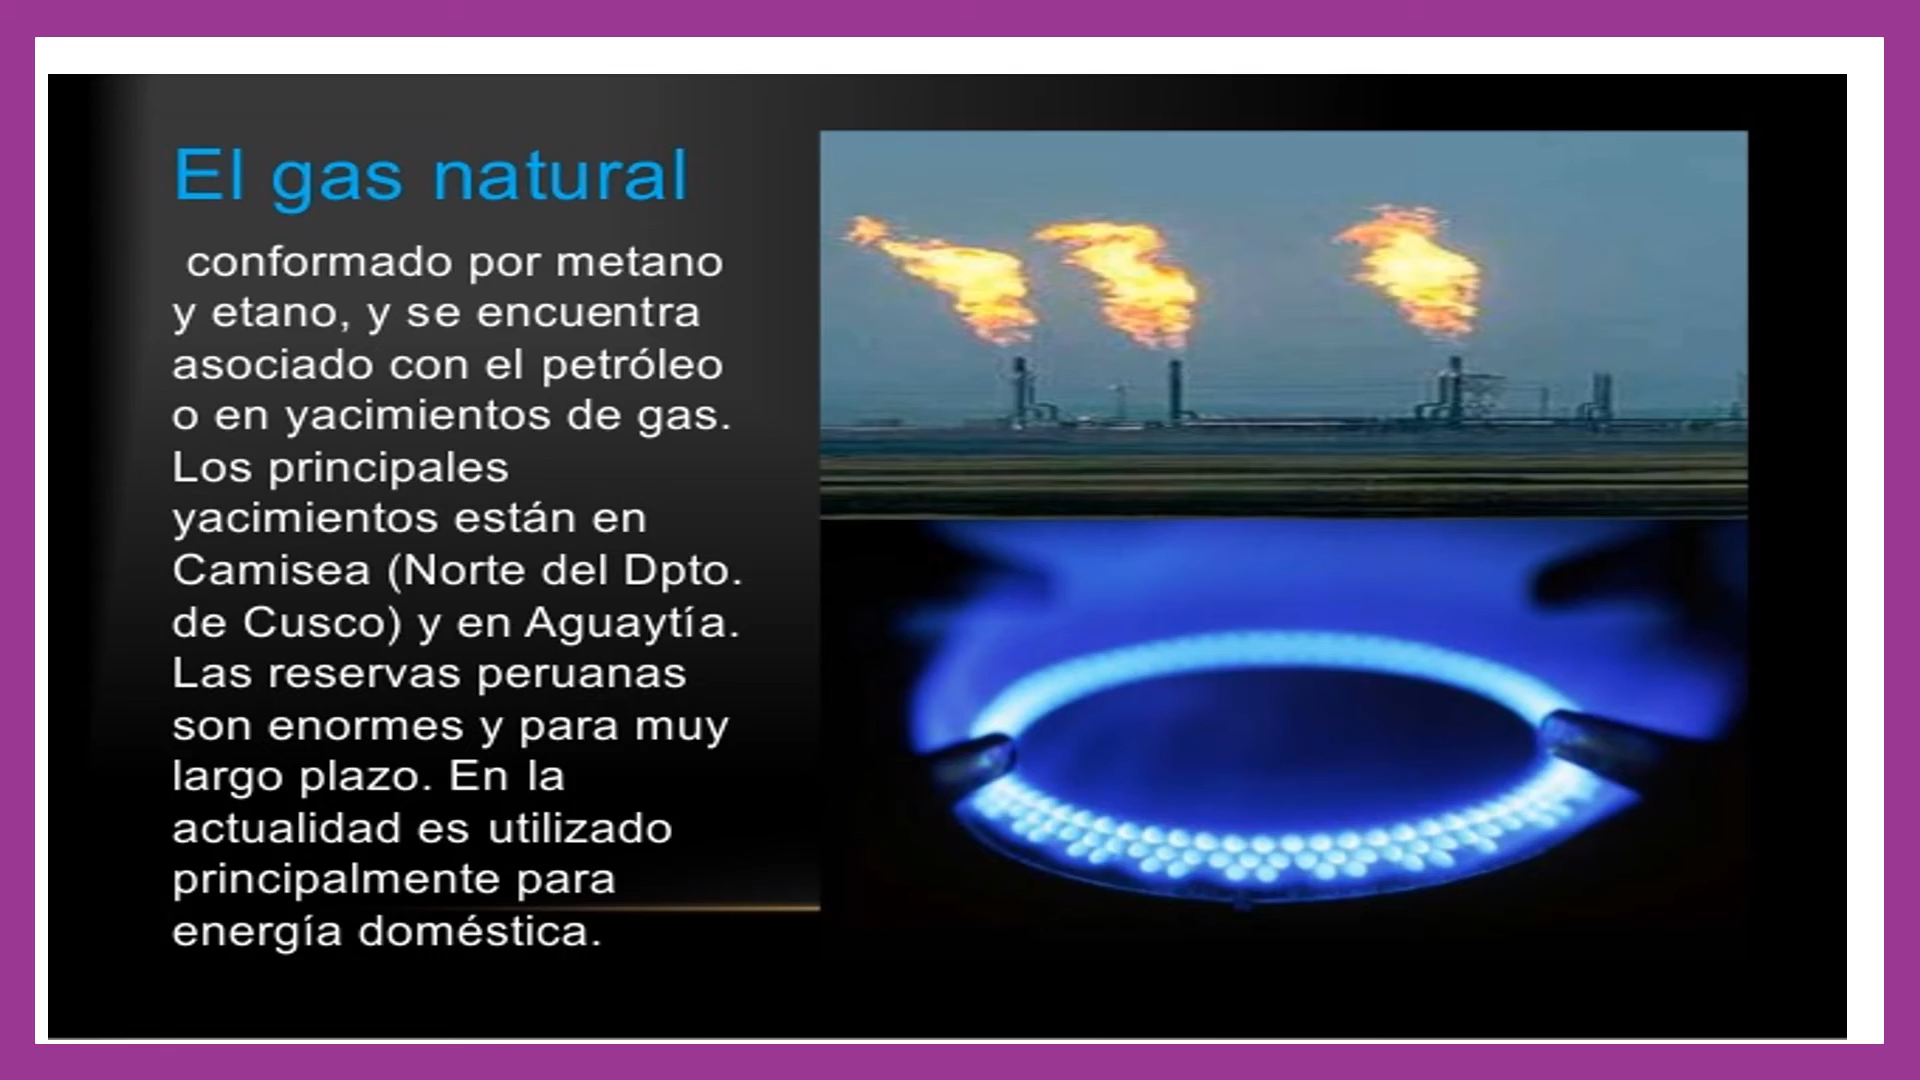 El gas natural
conformado por metano
y etano, y se encuentra
asociado con el petróleo
o en yacimientos de gas.
Los principales
yacimientos están en
Camisea (Norte del Dpto.
de Cusco) y en Aguaytía.
Las reservas peruanas
son enormes y para muy
largo plazo. En la
actualidad es utilizado
principalmente para
energía doméstica.